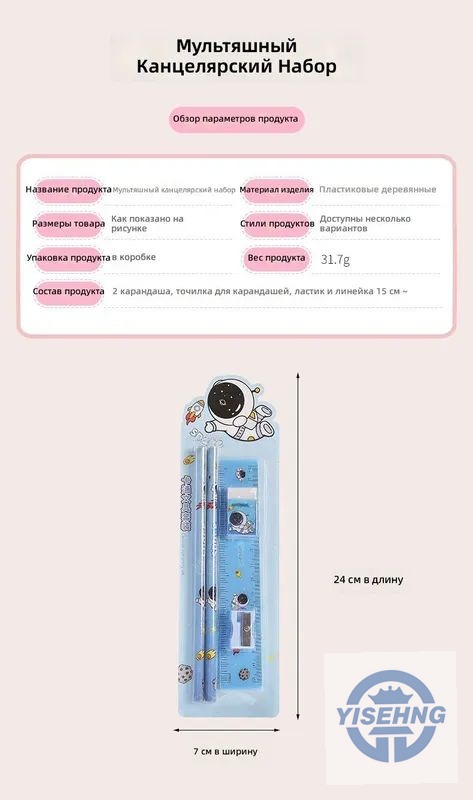 Мультяшный
Канцелярский Набор
Обзор параметров продукта
Название продукта Мультяшный канцелярский набор Материал изделия Пластиковые деревянные
Размеры товара Как показано на рисунке Стили продуктов Доступны несколько вариантов
Упаковка продукта в коробке Вес продукта 31.7g
Состав продукта 2 карандаша, точилка для карандашей, ластик и линейка 15 см ~
24 см в длину
7 см в ширину
YISEHNG